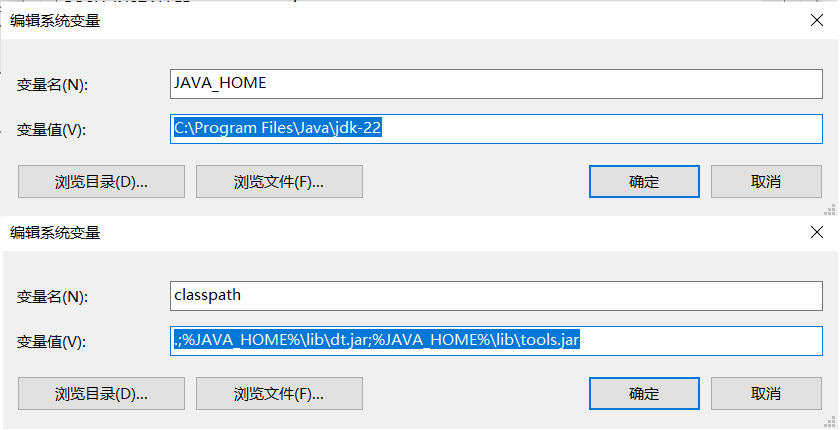 编辑系统变量
变量名(N):
JAVA_HOME
变量值(V):
C:\Program Files\Java\jdk-22
浏览目录(D)...
浏览文件(F)...
确定
取消
编辑系统变量
变量名(N):
classpath
变量值(V):
.;%JAVA_HOME%\lib\dt.jar;%JAVA_HOME%\lib\tools.jar
浏览目录(D)...
浏览文件(F)...
确定
取消